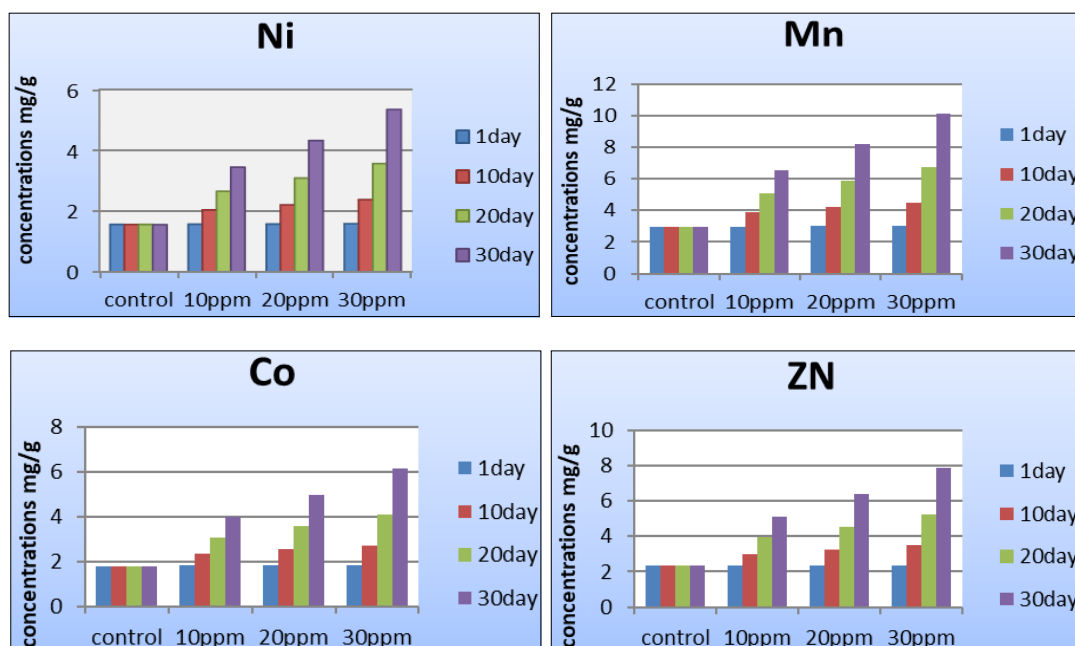 Ni
concentrations mg/g
6
4
2
0
control 10ppm 20ppm 30ppm
1day
10day
20day
30day
Mn
concentrations mg/g
12
10
8
6
4
2
0
control 10ppm 20ppm 30ppm
1day
10day
20day
30day
Co
concentrations mg/g
8
6
4
2
0
control 10ppm 20ppm 30ppm
1day
10day
20day
30day
ZN
concentrations mg/g
10
8
6
4
2
0
control 10ppm 20ppm 30ppm
1day
10day
20day
30day